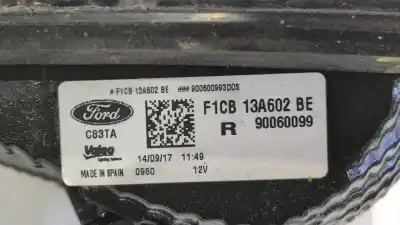 # F1CB 13A602 BE ### 900600993DDS
Ford
F1CB 13A602 BE
C83TA
R 90060099
Valeo
Lighting Systems
14/09/17 11:49
MADE IN SPAIN 0960 12V